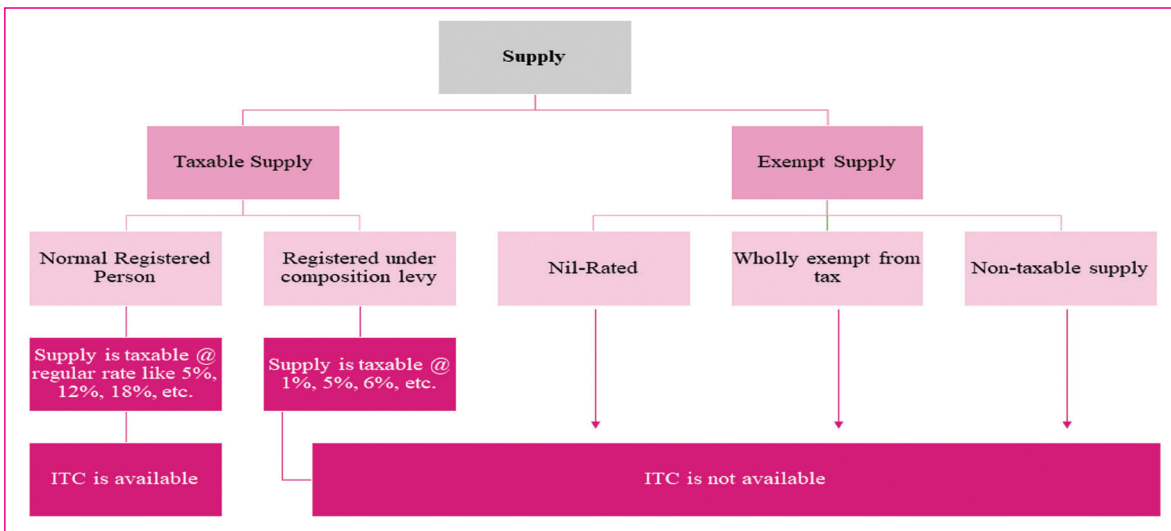 Supply
Taxable Supply
Exempt Supply
Normal Registered
Person
Registered under
composition levy
Nil-Rated
Wholly exempt from
tax
Non-taxable supply
Supply is taxable @
regular rate like 5%,
12%, 18%, etc.
Supply is taxable @
1%, 5%, 6%, etc.
ITC is available
ITC is not available